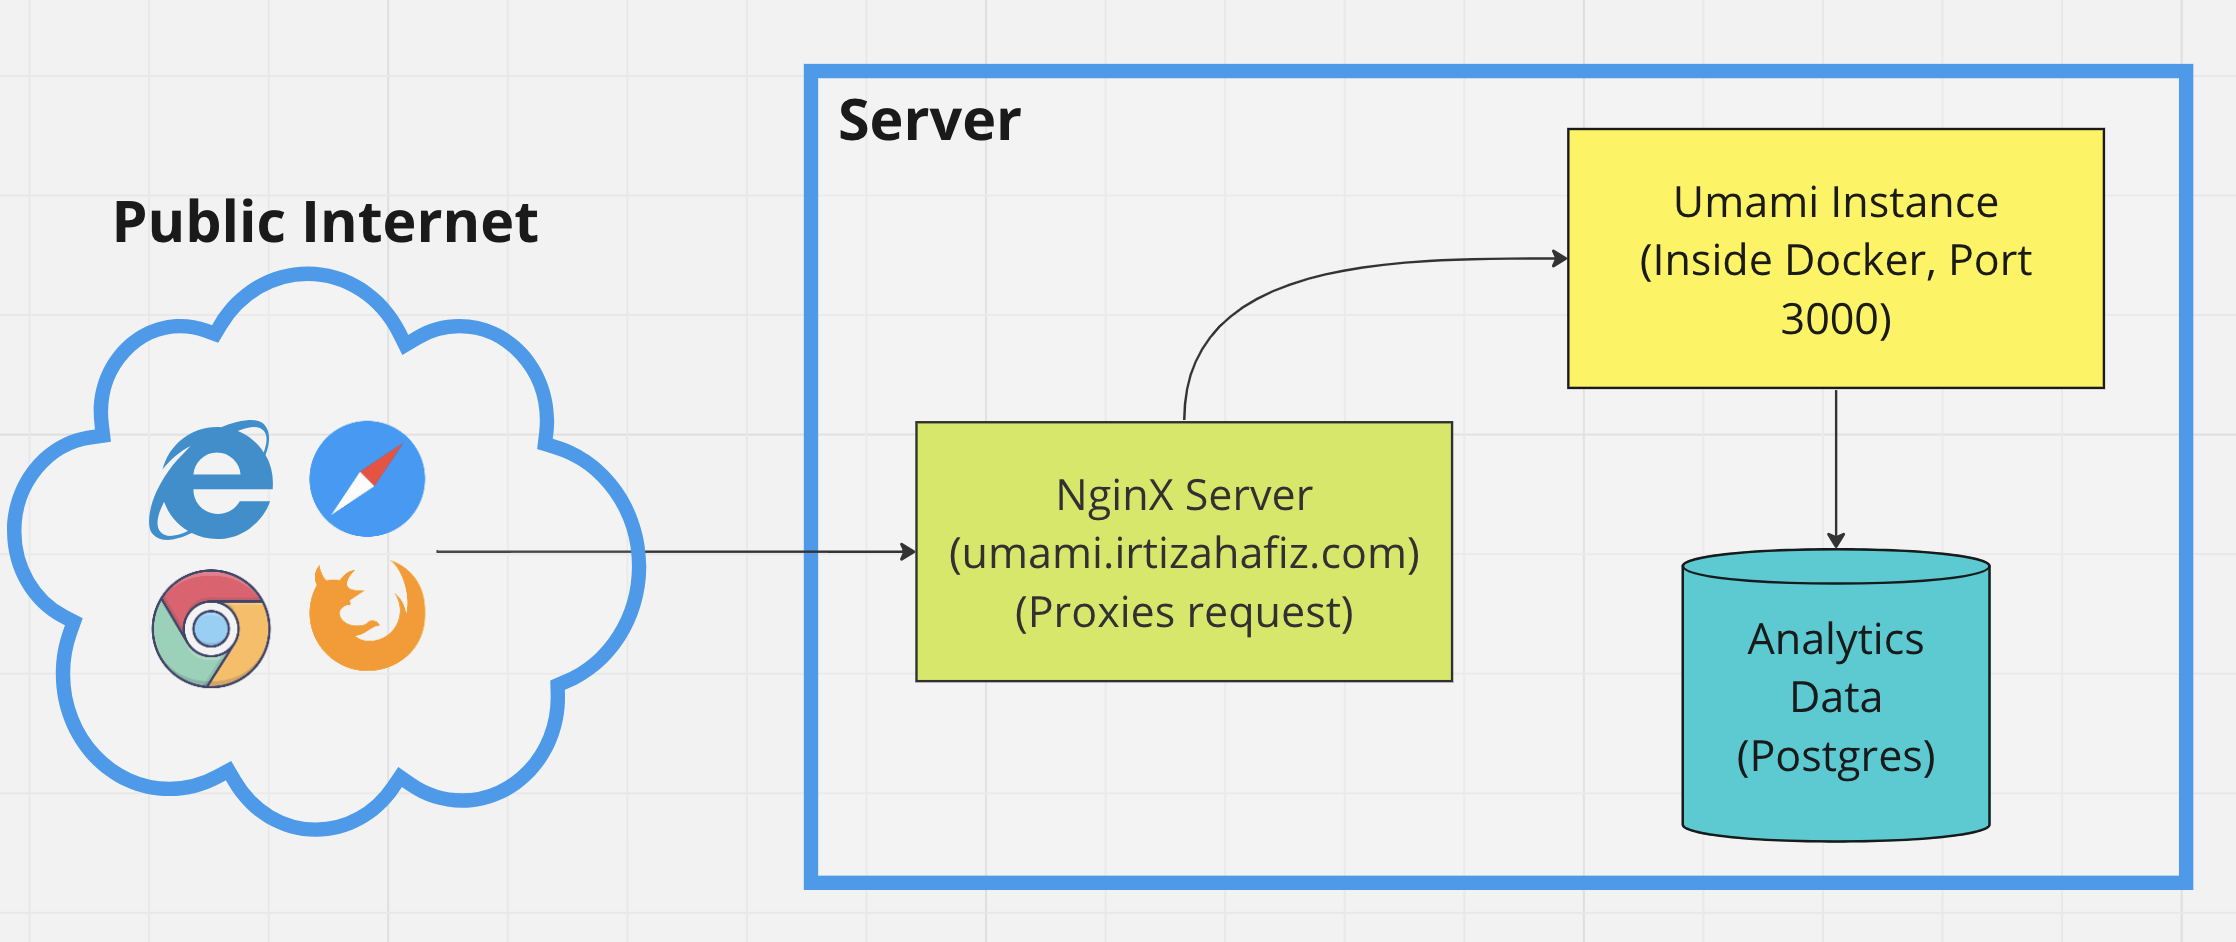 Public Internet
Server
NginX Server
(umami.irtizahafiz.com)
(Proxies request)
Umami Instance
(Inside Docker, Port
3000)
Analytics
Data
(Postgres)